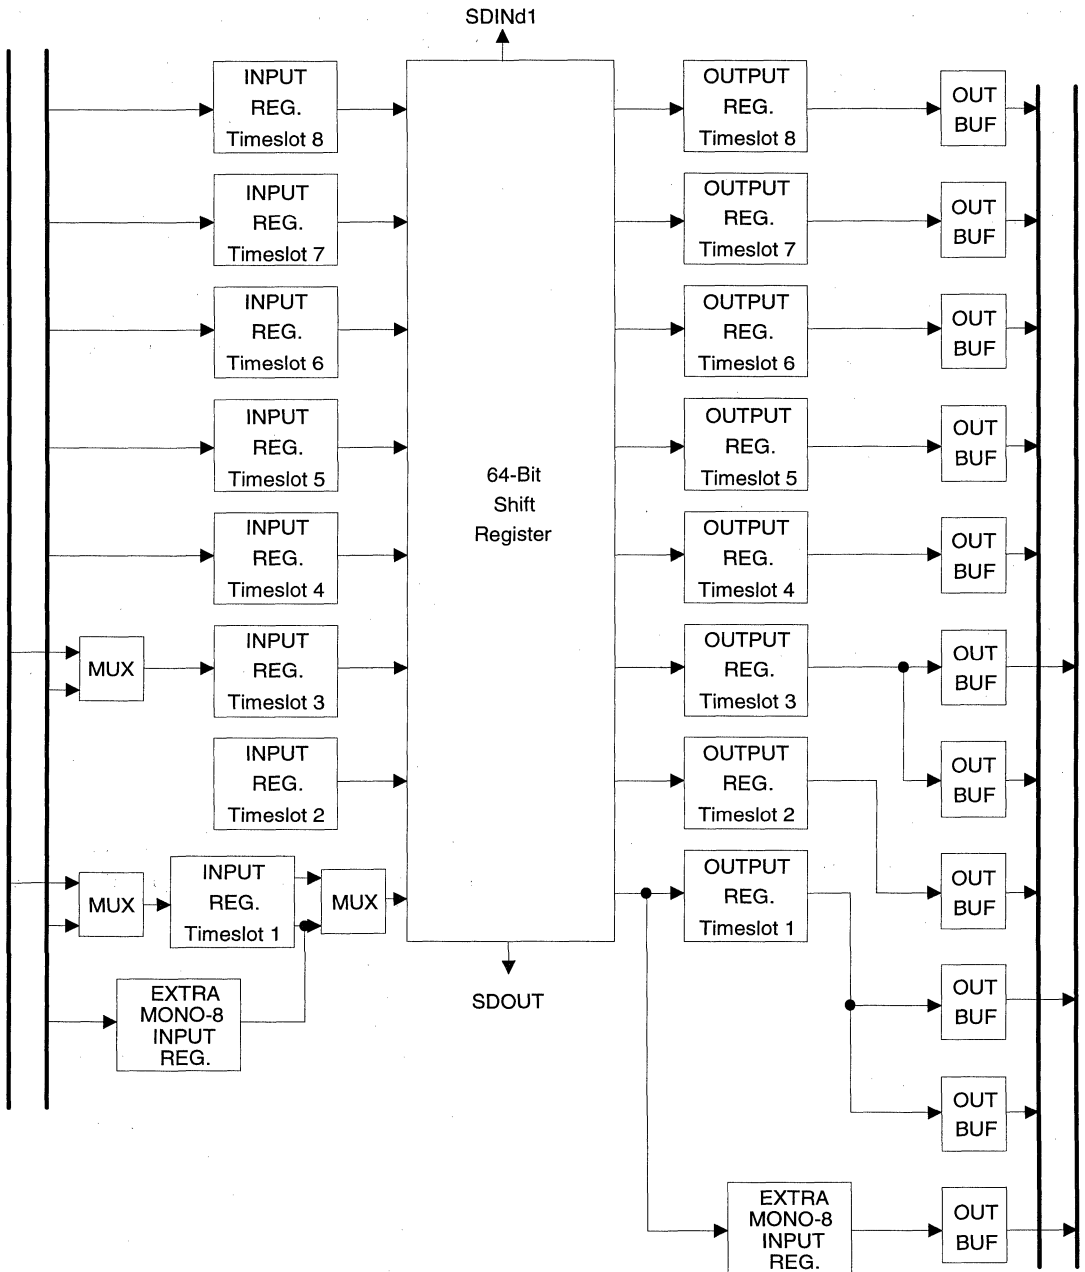 SDINd1
INPUT
REG.
Timeslot 8
OUTPUT
REG.
Timeslot 8
OUT
BUF
INPUT
REG.
Timeslot 7
OUTPUT
REG.
Timeslot 7
OUT
BUF
INPUT
REG.
Timeslot 6
OUTPUT
REG.
Timeslot 6
OUT
BUF
INPUT
REG.
Timeslot 5
64-Bit
Shift
Register
OUTPUT
REG.
Timeslot 5
OUT
BUF
INPUT
REG.
Timeslot 4
OUTPUT
REG.
Timeslot 4
OUT
BUF
MUX
INPUT
REG.
Timeslot 3
OUTPUT
REG.
Timeslot 3
OUT
BUF
INPUT
REG.
Timeslot 2
OUTPUT
REG.
Timeslot 2
OUT
BUF
MUX
INPUT
REG.
Timeslot 1
MUX
OUTPUT
REG.
Timeslot 1
OUT
BUF
EXTRA
MONO-8
INPUT
REG.
SDOUT
OUT
BUF
OUT
BUF
EXTRA
MONO-8
INPUT
REG.
OUT
BUF